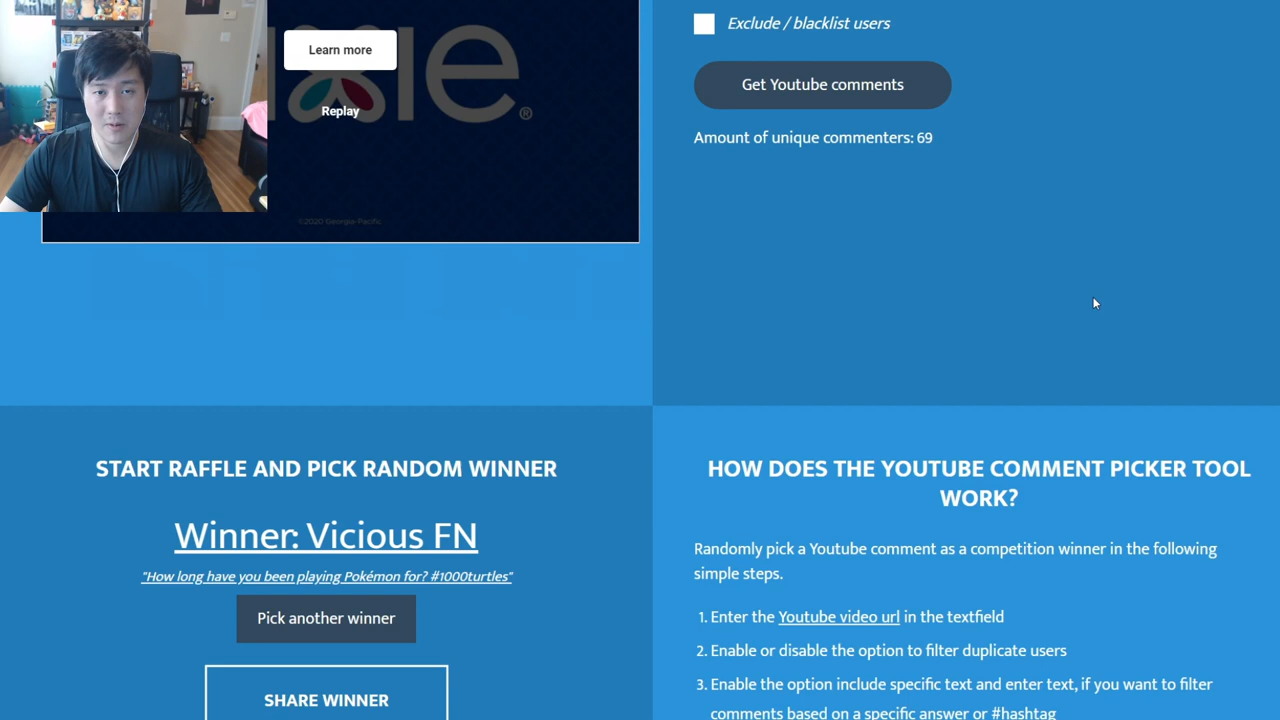 Learn more
Replay
®
©2020 Georgia-Pacific
Exclude / blacklist users
Get Youtube comments
Amount of unique commenters: 69
START RAFFLE AND PICK RANDOM WINNER
Winner: Vicious FN
"How long have you been playing Pokémon for? #1000turtles"
Pick another winner
SHARE WINNER
HOW DOES THE YOUTUBE COMMENT PICKER TOOL
WORK?
Randomly pick a Youtube comment as a competition winner in the following
simple steps.
1. Enter the Youtube video url in the textfield
2. Enable or disable the option to filter duplicate users
3. Enable the option include specific text and enter text, if you want to filter
comments based on a specific answer or #hashtag